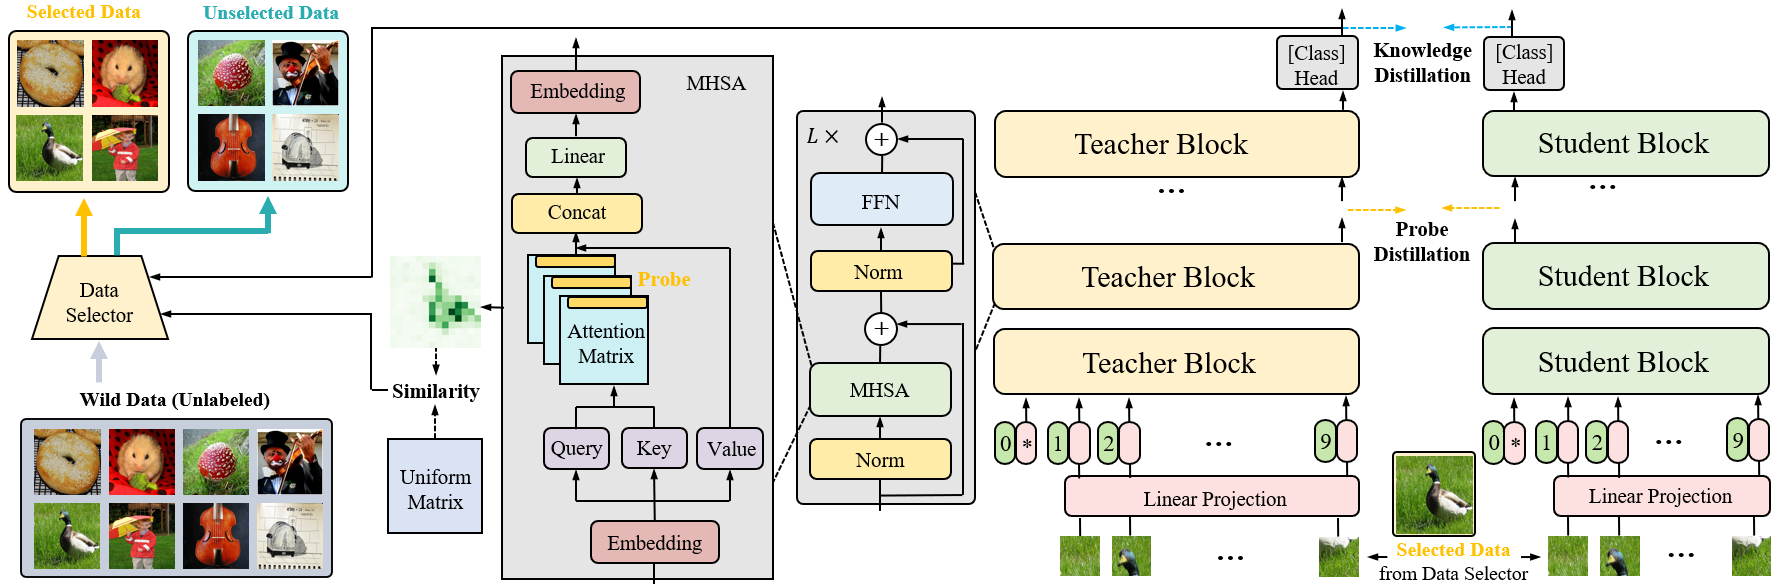 Selected Data
Unselected Data
Data
Selector
Wild Data (Unlabeled)
Similarity
Uniform
Matrix
MHSA
Embedding
Linear
Concat
Probe
Attention
Matrix
Query
Key
Value
Embedding
L ×
+
FFN
Norm
+
MHSA
Norm
[Class]
Head
Knowledge
Distillation
[Class]
Head
Teacher Block
Student Block
...
...
Probe
Distillation
Teacher Block
Student Block
Teacher Block
Student Block
0 * 1 2 ... 9
0 * 1 2 ... 9
Linear Projection
Linear Projection
...
...
Selected Data
from Data Selector